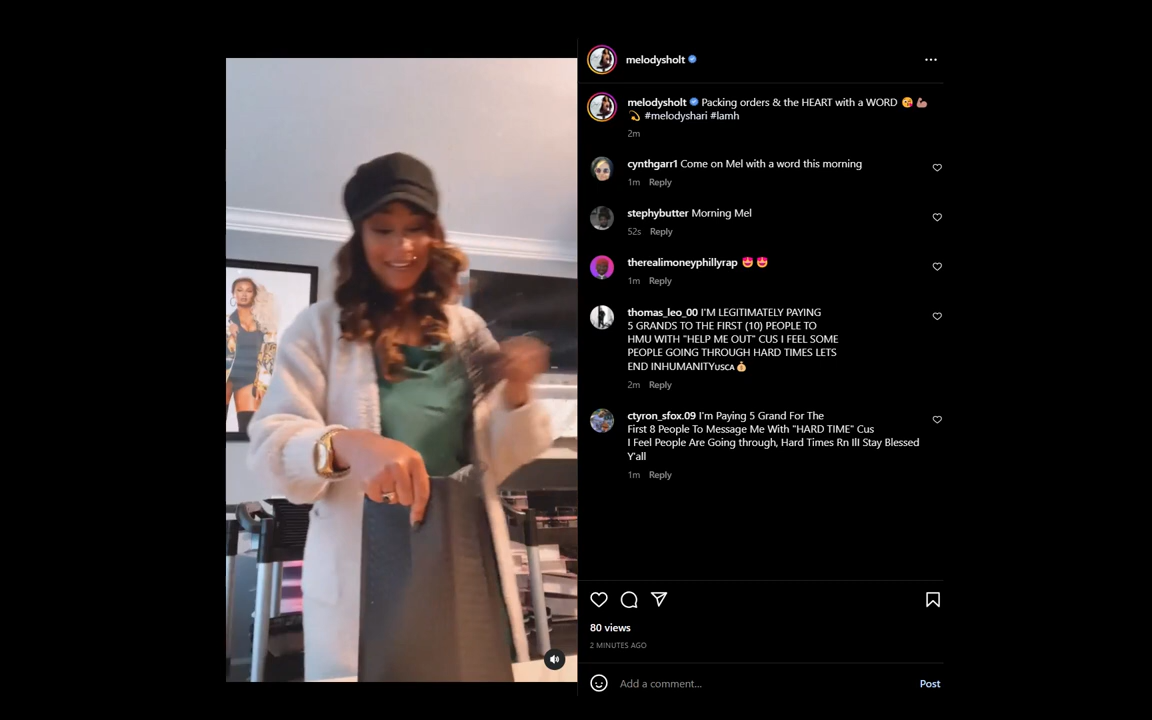 melodysholt
melodysholt Packing orders & the HEART with a WORD 😘 💪🏽
💫 #melodyshari #lamh
2m
cynthgarr1 Come on Mel with a word this morning
1m Reply
stephybutter Morning Mel
52s Reply
therealimoneyphillyrap 😍 😍
1m Reply
thomas_leo_00 I'M LEGITIMATELY PAYING
5 GRANDS TO THE FIRST (10) PEOPLE TO
HMU WITH "HELP ME OUT" CUS I FEEL SOME
PEOPLE GOING THROUGH HARD TIMES LETS
END INHUMANITYᴜꜱᴄᴀ💰
2m Reply
ctyron_sfox.09 I'm Paying 5 Grand For The
First 8 People To Message Me With "HARD TIME" Cus
I Feel People Are Going through, Hard Times Rn Ill Stay Blessed
Y'all
1m Reply
80 views
2 MINUTES AGO
Add a comment...
Post